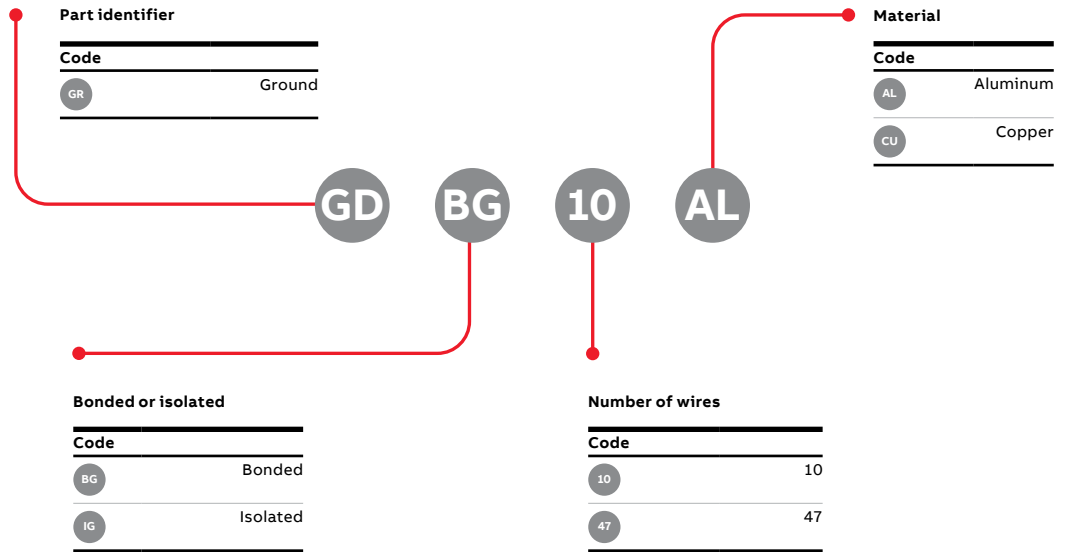 Part identifier
Code
GR Ground
Material
Code
AL Aluminum
CU Copper
GD BG 10 AL
Bonded or isolated
Code
BG Bonded
IG Isolated
Number of wires
Code
10 10
47 47